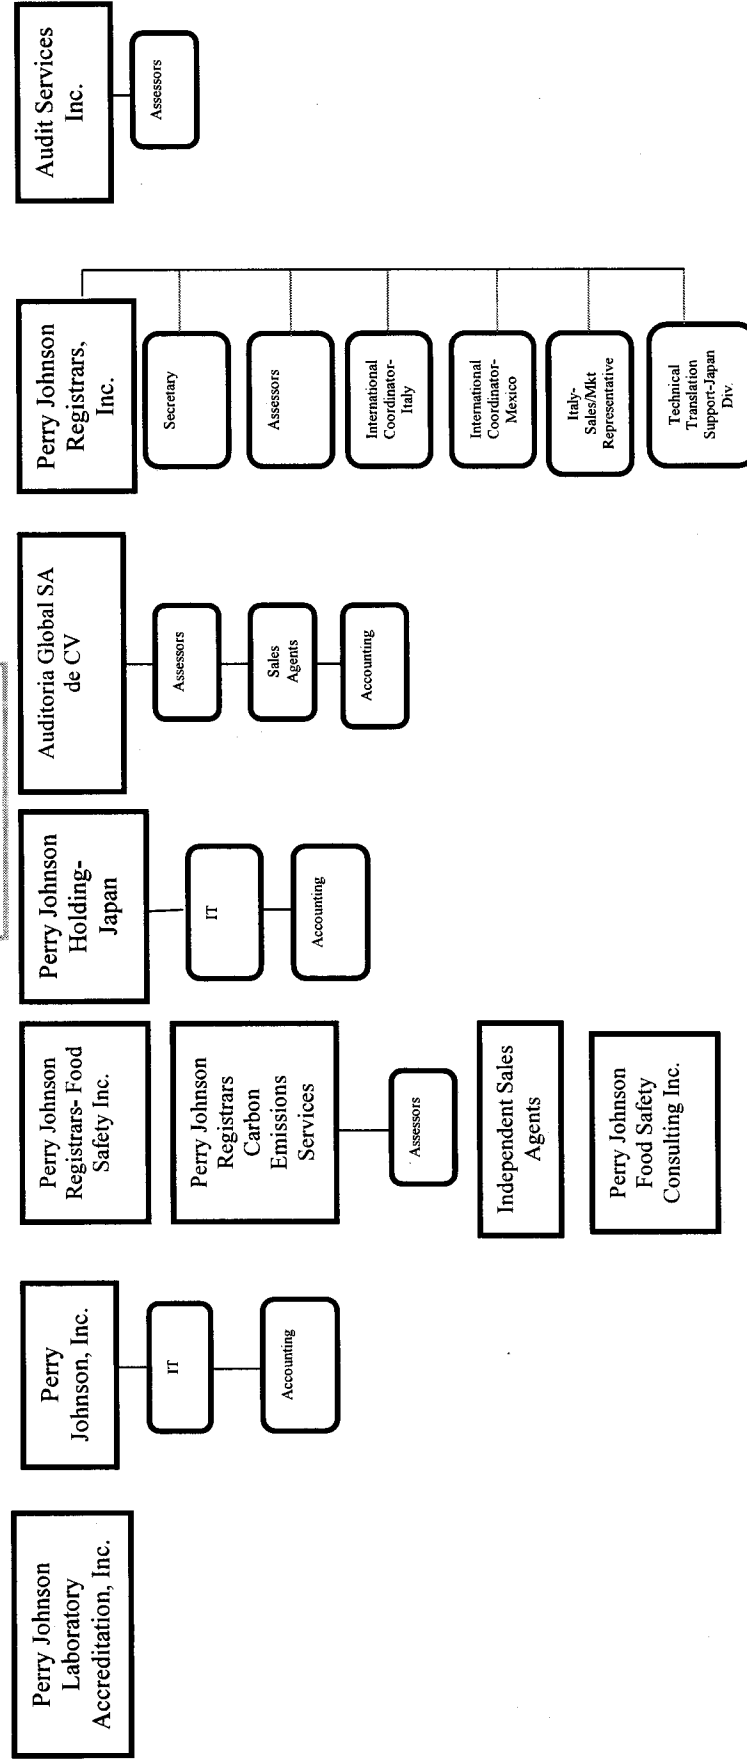 Perry Johnson
Laboratory
Accreditation, Inc.
Perry
Johnson, Inc.
IT
Accounting
Perry Johnson
Registrars- Food
Safety Inc.
Perry Johnson
Registrars
Carbon
Emissions
Services
Assessors
Independent Sales
Agents
Perry Johnson
Food Safety
Consulting Inc.
Perry Johnson
Holding-
Japan
IT
Accounting
Auditoria Global SA
de CV
Assessors
Sales
Agents
Accounting
Perry Johnson
Registrars,
Inc.
Secretary
Assessors
International
Coordinator-
Italy
International
Coordinator-
Mexico
Italy-
Sales/Mkt
Representative
Technical
Translation
Support-Japan
Div.
Audit Services
Inc.
Assessors